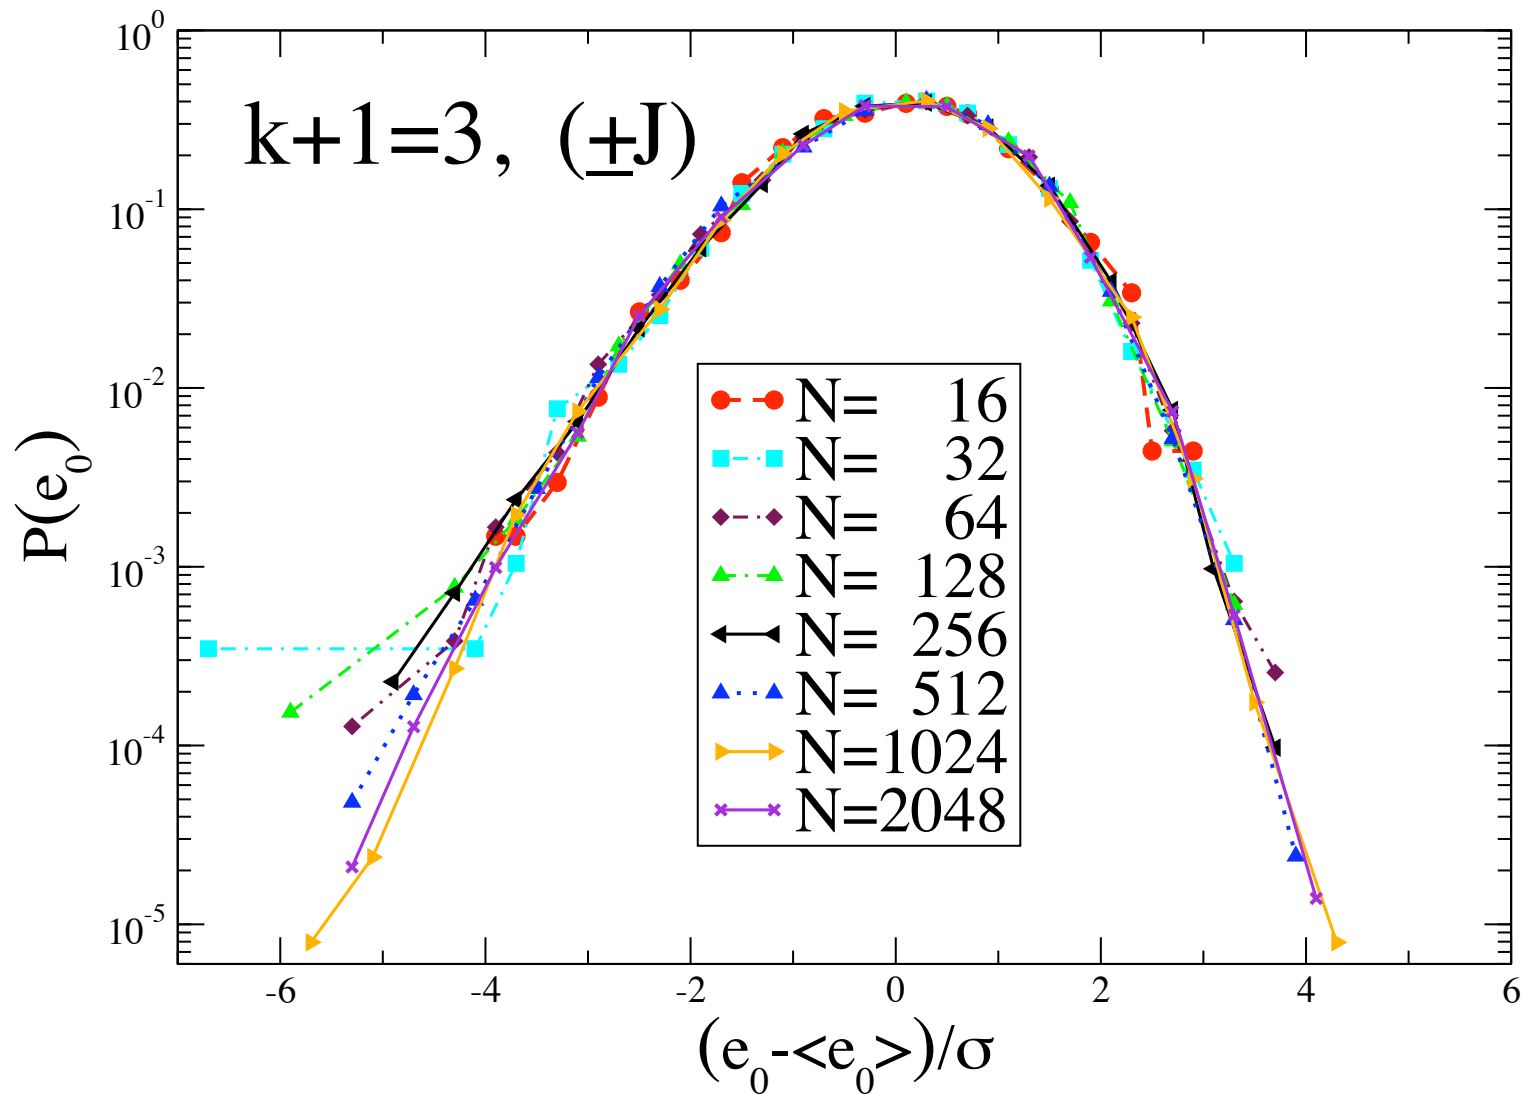 10^0
k+1=3, (±J)
10^-1
10^-2
10^-3
10^-4
10^-5
P(e_0)
N= 16
N= 32
N= 64
N= 128
N= 256
N= 512
N=1024
N=2048
-6 -4 -2 0 2 4 6
(e_0-<e_0>)/σ